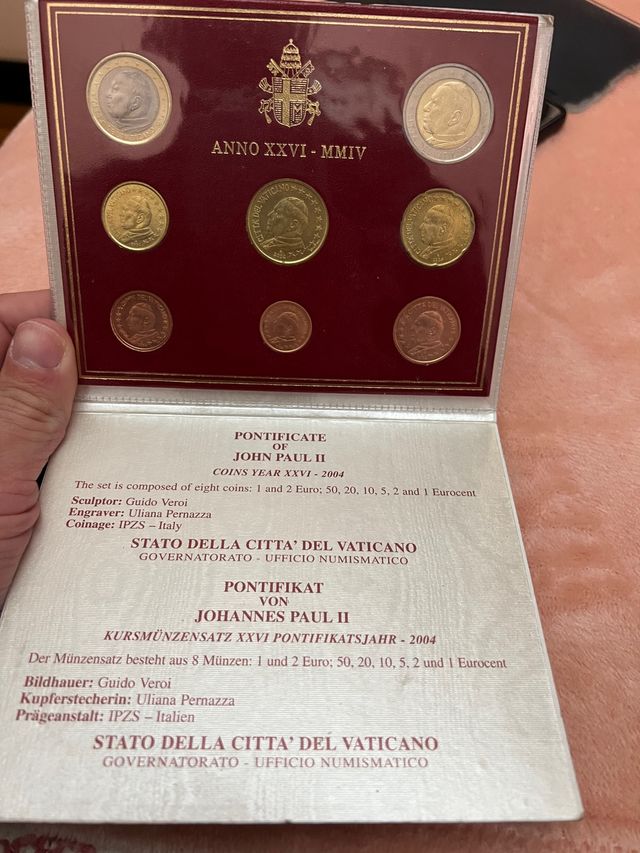 ANNO XXVI - MMIV
CITTA' DEL VATICANO
PONTIFICATE
OF
JOHN PAUL II
COINS YEAR XXVI - 2004
The set is composed of eight coins: 1 and 2 Euro; 50, 20, 10, 5, 2 and 1 Eurocent
Sculptor: Guido Veroi
Engraver: Uliana Pernazza
Coinage: IPZS – Italy
STATO DELLA CITTA' DEL VATICANO
GOVERNATORATO - UFFICIO NUMISMATICO
PONTIFIKAT
VON
JOHANNES PAUL II
KURSMÜNZENSATZ XXVI PONTIFIKATSJAHR - 2004
Der Münzensatz besteht aus 8 Münzen: 1 und 2 Euro; 50, 20, 10, 5, 2 und 1 Eurocent
Bildhauer: Guido Veroi
Kupferstecherin: Uliana Pernazza
Prägeanstalt: IPZS – Italien
STATO DELLA CITTA' DEL VATICANO
GOVERNATORATO - UFFICIO NUMISMATICO